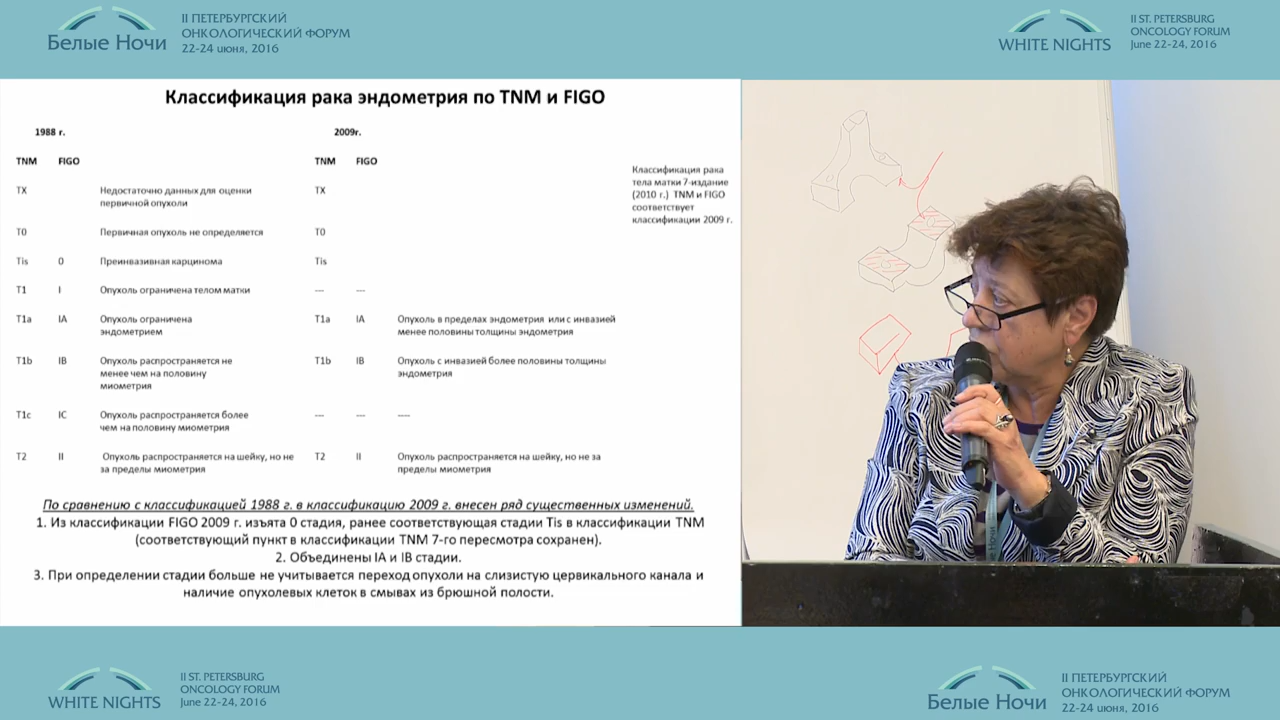 Белые Ночи
II ПЕТЕРБУРГСКИЙ
ОНКОЛОГИЧЕСКИЙ ФОРУМ
22-24 июня, 2016
WHITE NIGHTS
II ST. PETERSBURG
ONCOLOGY FORUM
June 22-24, 2016
Классификация рака эндометрия по TNM и FIGO
1988 г. 2009г.
TNM FIGO TNM FIGO
Классификация рака
тела матки 7-издание
(2010 г.) TNM и FIGO
соответствует
классификации 2009 г.
TX Недостаточно данных для оценки TX
первичной опухоли
T0 Первичная опухоль не определяется T0
Tis 0 Преинвазивная карцинома Tis
T1 I Опухоль ограничена телом матки --- ---
T1a IA Опухоль ограничена T1a IA Опухоль в пределах эндометрия или с инвазией
эндометрием менее половины толщины эндометрия
T1b IB Опухоль распространяется не T1b IB Опухоль с инвазией более половины толщины
менее чем на половину эндометрия
миометрия
T1c IC Опухоль распространяется более --- --- ----
чем на половину миометрия
T2 II Опухоль распространяется на шейку, но не T2 II Опухоль распространяется на шейку, но не за
за пределы миометрия пределы миометрия
По сравнению с классификацией 1988 г. в классификацию 2009 г. внесен ряд существенных изменений.
1. Из классификации FIGO 2009 г. изъята 0 стадия, ранее соответствующая стадии Tis в классификации TNM
(соответствующий пункт в классификации TNM 7-го пересмотра сохранен).
2. Объединены IA и IB стадии.
3. При определении стадии больше не учитывается переход опухоли на слизистую цервикального канала и
наличие опухолевых клеток в смывах из брюшной полости.
WHITE NIGHTS
II ST. PETERSBURG
ONCOLOGY FORUM
June 22-24, 2016
Белые Ночи
II ПЕТЕРБУРГСКИЙ
ОНКОЛОГИЧЕСКИЙ ФОРУМ
22-24 июня, 2016